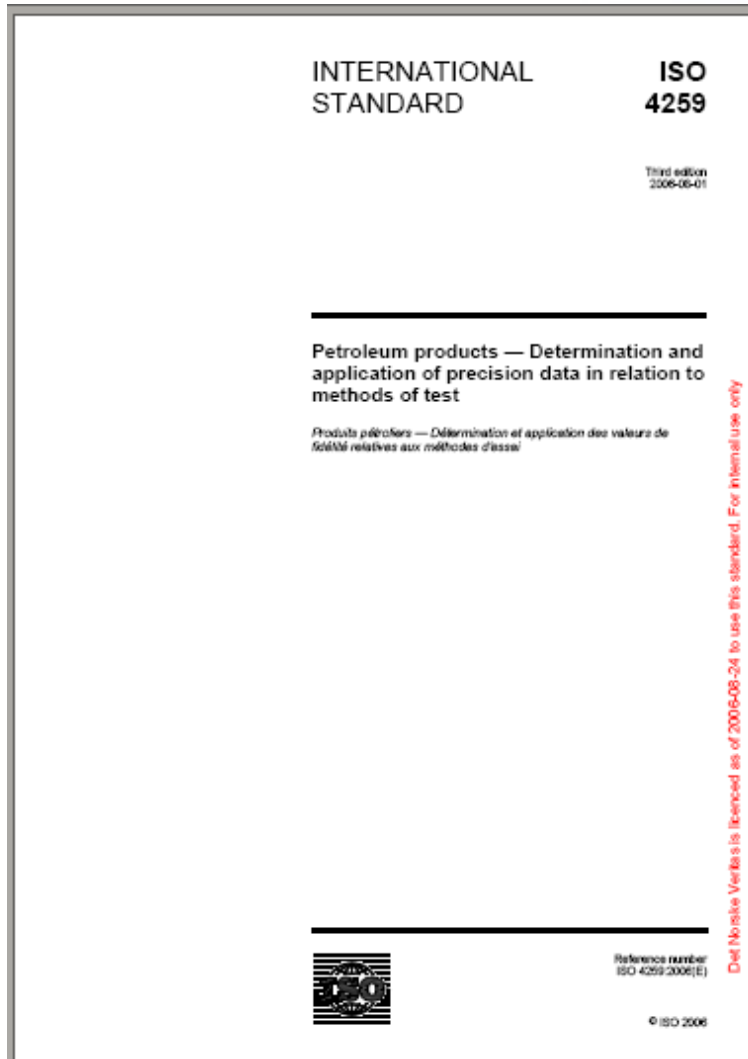 INTERNATIONAL
STANDARD
ISO
4259
Third edition
2006-08-01
Petroleum products — Determination and
application of precision data in relation to
methods of test
Produits pétroliers — Détermination et application des valeurs de
fidélité relatives aux méthodes d'essai
Det Norske Veritas is licenced as of 2006-08-24 to use this standard. For internal use only
ISO
Reference number
ISO 4259:2006(E)
© ISO 2006